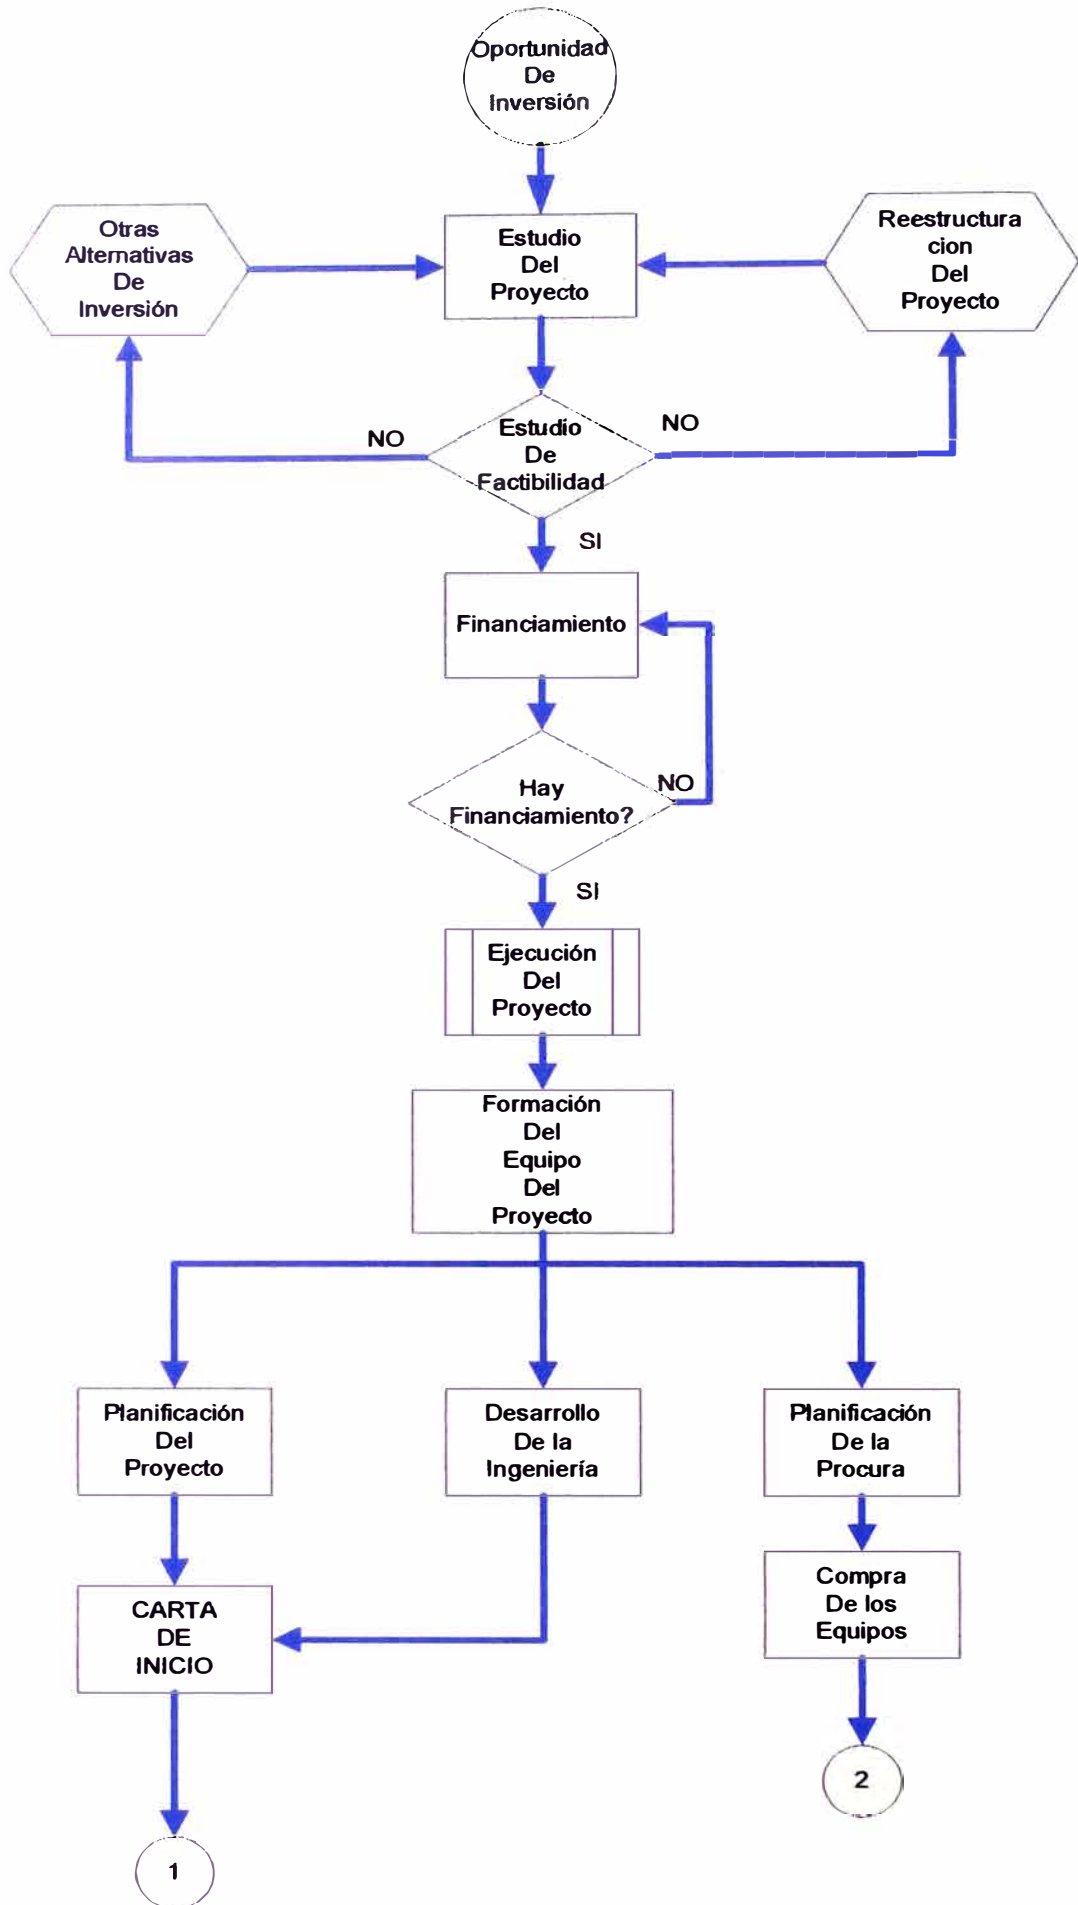 Oportunidad
De
Inversión
Otras
Alternativas
De
Inversión
Estudio
Del
Proyecto
Reestructura
cion
Del
Proyecto
NO
Estudio
De
Factibilidad
NO
SI
Financiamiento
Hay
Financiamiento?
NO
SI
Ejecución
Del
Proyecto
Formación
Del
Equipo
Del
Proyecto
Planificación
Del
Proyecto
Desarrollo
De la
Ingeniería
Planificación
De la
Procura
CARTA
DE
INICIO
Compra
De los
Equipos
2
1